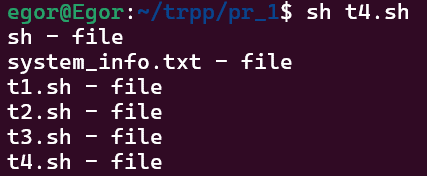 egor@Egor:~/trpp/pr_1$ sh t4.sh
sh - file
system_info.txt - file
t1.sh - file
t2.sh - file
t3.sh - file
t4.sh - file